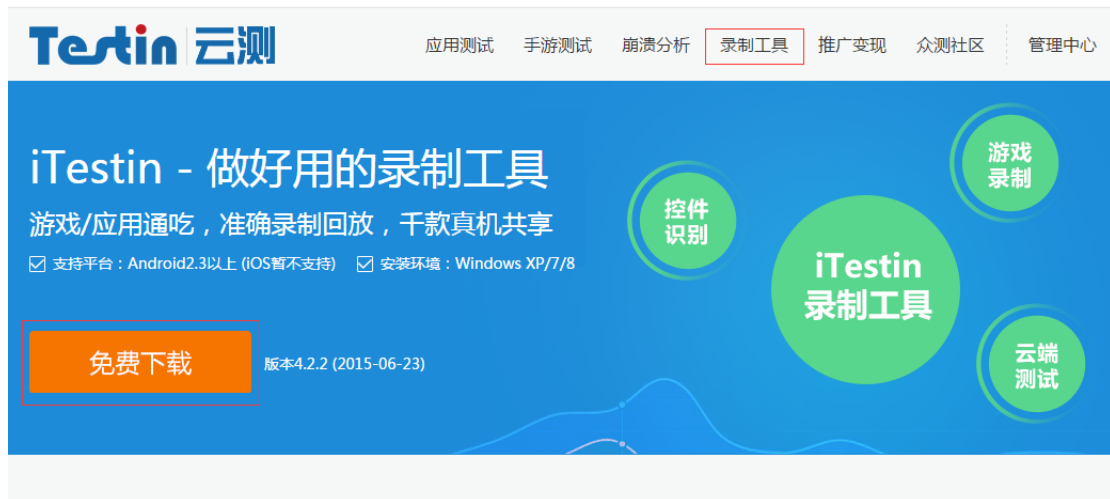 Testin 云测
应用测试 手游测试 崩溃分析 录制工具 推广变现 众测社区 管理中心
iTestin - 做好用的录制工具
游戏/应用通吃，准确录制回放，千款真机共享
支持平台：Android2.3以上 (iOS暂不支持) 安装环境：Windows XP/7/8
免费下载
版本4.2.2 (2015-06-23)
控件
识别
iTestin
录制工具
游戏
录制
云端
测试